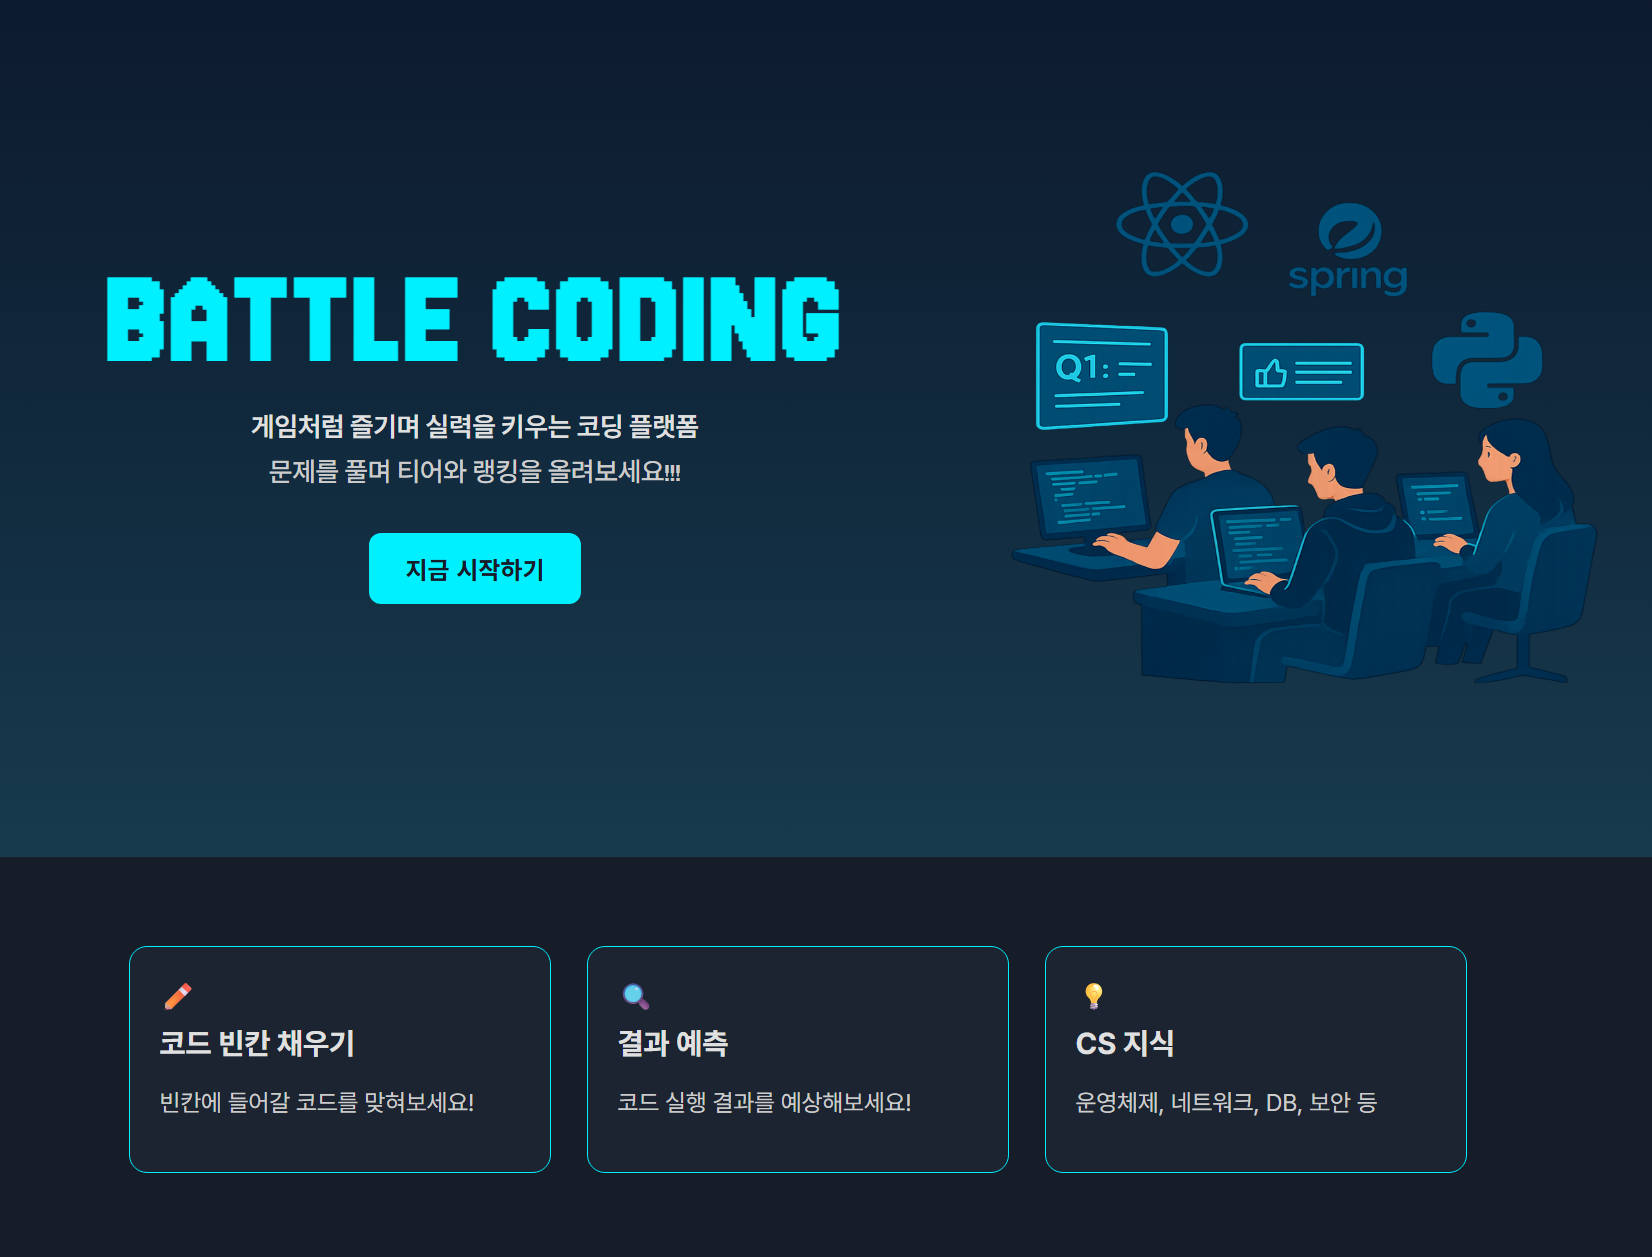 BATTLE CODING
게임처럼 즐기며 실력을 키우는 코딩 플랫폼
문제를 풀며 티어와 랭킹을 올려보세요!!!
지금 시작하기
spring
Q1:
코드 빈칸 채우기
빈칸에 들어갈 코드를 맞혀보세요!
결과 예측
코드 실행 결과를 예상해보세요!
CS 지식
운영체제, 네트워크, DB, 보안 등